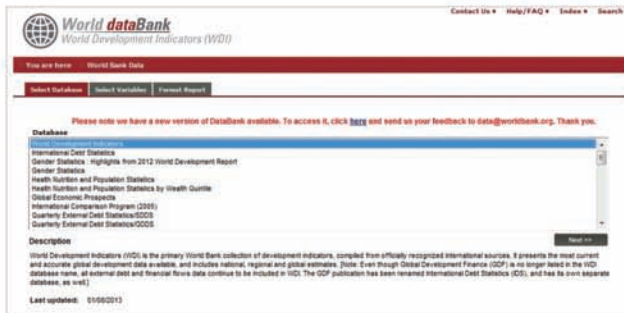 Contact Us Help/FAQ Index Search
World dataBank
World Development Indicators (WDI)
You are here World Bank Data
Select Database Select Variables Format Report
Please note we have a new version of DataBank available. To access it, click here and send us your feedback to data@worldbank.org. Thank you.
Database
World Development Indicators
International Debt Statistics
Gender Statistics : Highlights from 2012 World Development Report
Gender Statistics
Health Nutrition and Population Statistics
Health Nutrition and Population Statistics by Wealth Quintile
Global Economic Prospects
International Comparison Program (2005)
Quarterly External Debt Statistics/SDDS
Quarterly External Debt Statistics/GDDS
Description
Next >>
World Development Indicators (WDI) is the primary World Bank collection of development indicators, compiled from officially recognized international sources. It presents the most current
and accurate global development data available, and includes national, regional and global estimates. [Note: Even though Global Development Finance (GDF) is no longer listed in the WDI
database name, all external debt and financial flows data continue to be included in WDI. The GDF publication has been renamed International Debt Statistics (IDS), and has its own separate
database, as well.]
Last updated: 01/08/2013